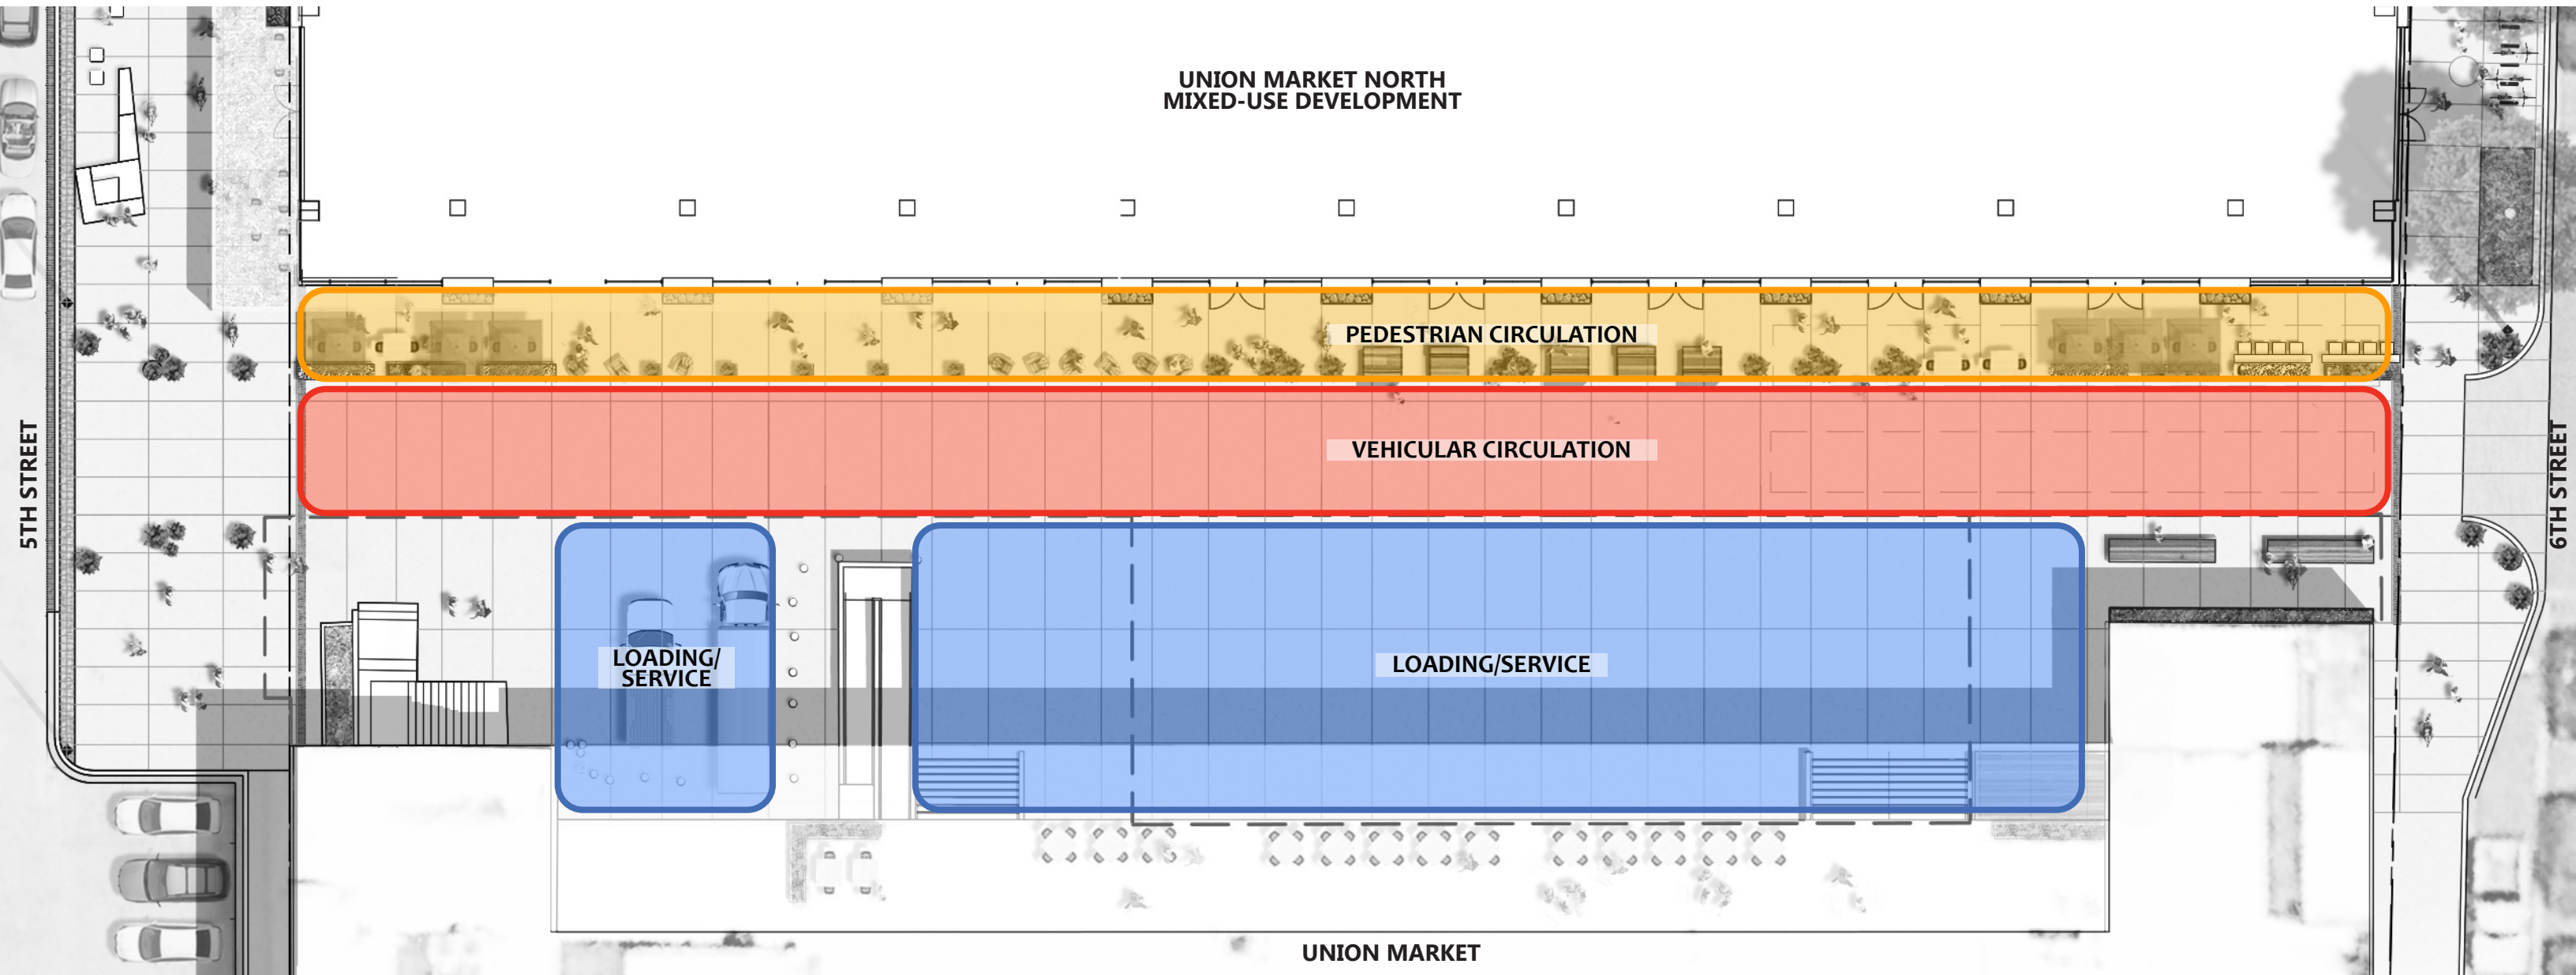 UNION MARKET NORTH
MIXED-USE DEVELOPMENT
PEDESTRIAN CIRCULATION
VEHICULAR CIRCULATION
5TH STREET
6TH STREET
LOADING/
SERVICE
LOADING/SERVICE
UNION MARKET